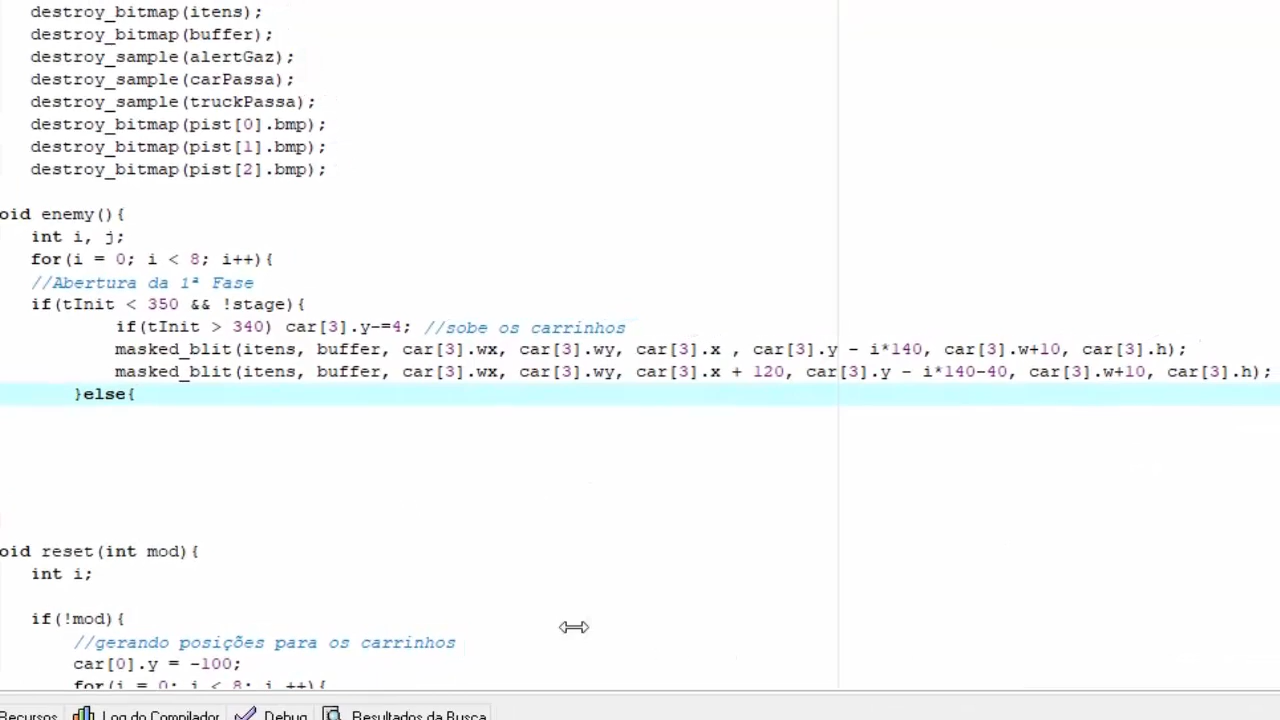 destroy_bitmap(itens);
destroy_bitmap(buffer);
destroy_sample(alertGaz);
destroy_sample(carPassa);
destroy_sample(truckPassa);
destroy_bitmap(pist[0].bmp);
destroy_bitmap(pist[1].bmp);
destroy_bitmap(pist[2].bmp);
oid enemy(){
int i, j;
for(i = 0; i < 8; i++){
//Abertura da 1ª Fase
if(tInit < 350 && !stage){
if(tInit > 340) car[3].y-=4; //sobe os carrinhos
masked_blit(itens, buffer, car[3].wx, car[3].wy, car[3].x , car[3].y - i*140, car[3].w+10, car[3].h);
masked_blit(itens, buffer, car[3].wx, car[3].wy, car[3].x + 120, car[3].y - i*140-40, car[3].w+10, car[3].h);
}else{
oid reset(int mod){
int i;
if(!mod){
//gerando posições para os carrinhos
car[0].y = -100;
for(i = 0; i < 8; i ++){
Recursos Log do Compilador Debug Resultados da Busca